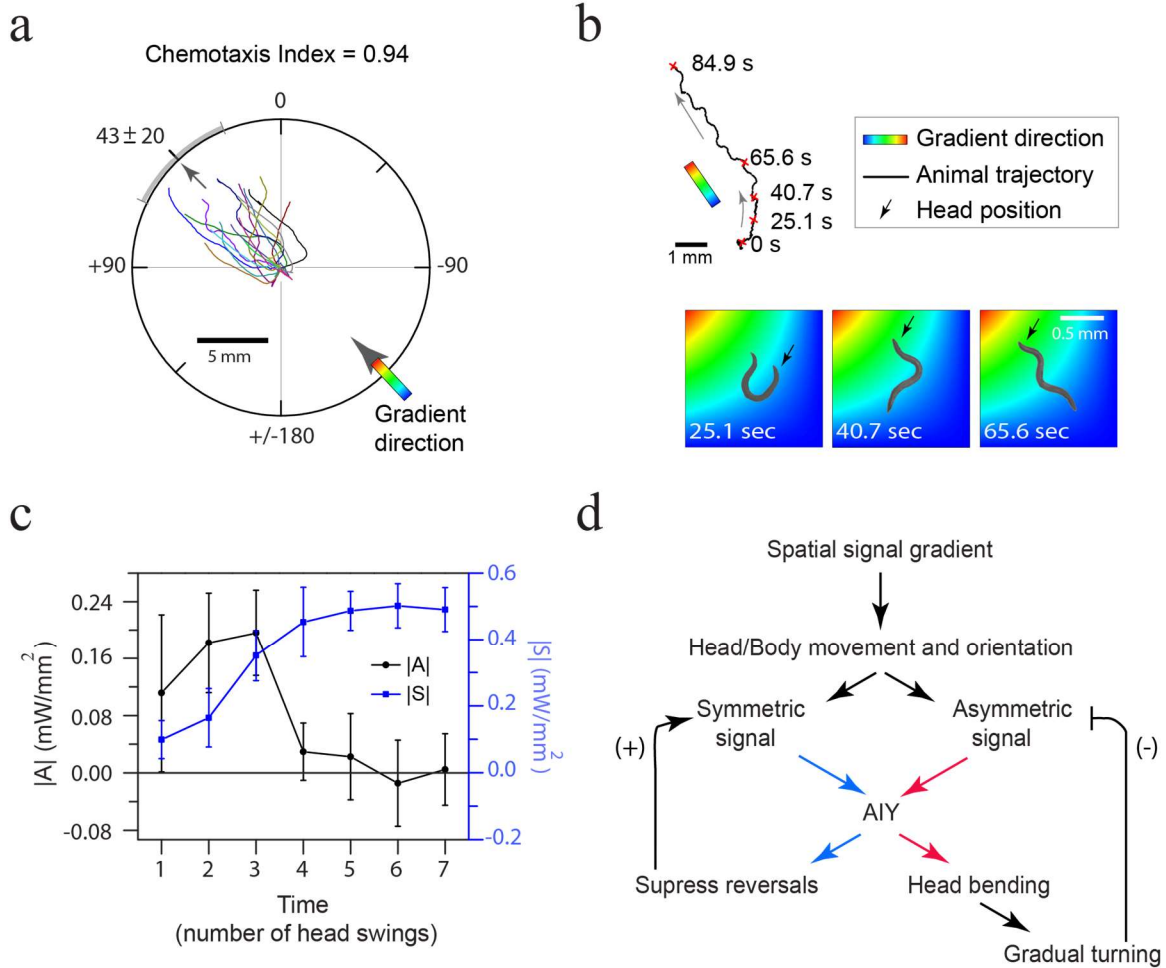 a
Chemotaxis Index = 0.94
0
43 ± 20
+90
-90
5 mm
+/-180
Gradient
direction
b
84.9 s
65.6 s
40.7 s
25.1 s
0 s
1 mm
Gradient direction
Animal trajectory
Head position
25.1 sec
40.7 sec
65.6 sec
0.5 mm
c
|A| (mW/mm²)
0.24
0.16
0.08
0.00
-0.08
|A|
|S|
0.6
0.4
0.2
0.0
-0.2
|S| (mW/mm²)
1 2 3 4 5 6 7
Time
(number of head swings)
d
Spatial signal gradient
Head/Body movement and orientation
Symmetric
signal
Asymmetric
signal
(+)
(-)
AIY
Supress reversals
Head bending
Gradual turning